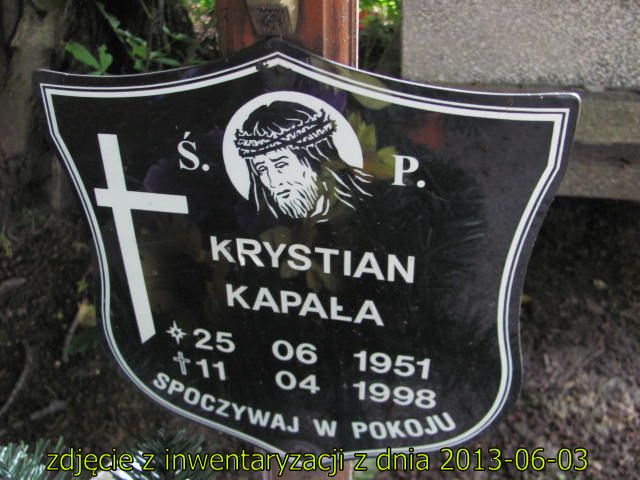 Ś. P.
KRYSTIAN
KAPAŁA
25 06 1951
11 04 1998
SPOCZYWAJ W POKOJU
zdjęcie z inwentaryzacji z dnia 2013-06-03